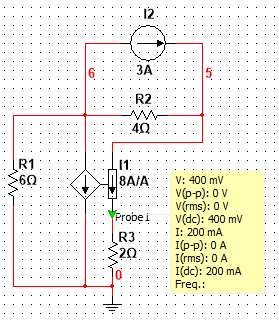 I2
3A
6
5
R2
4Ω
R1
6Ω
I1
8A/A
Probe1
R3
2Ω
0
V: 400 mV
V(p-p): 0 V
V(rms): 0 V
V(dc): 400 mV
I: 200 mA
I(p-p): 0 A
I(rms): 0 A
I(dc): 200 mA
Freq.: